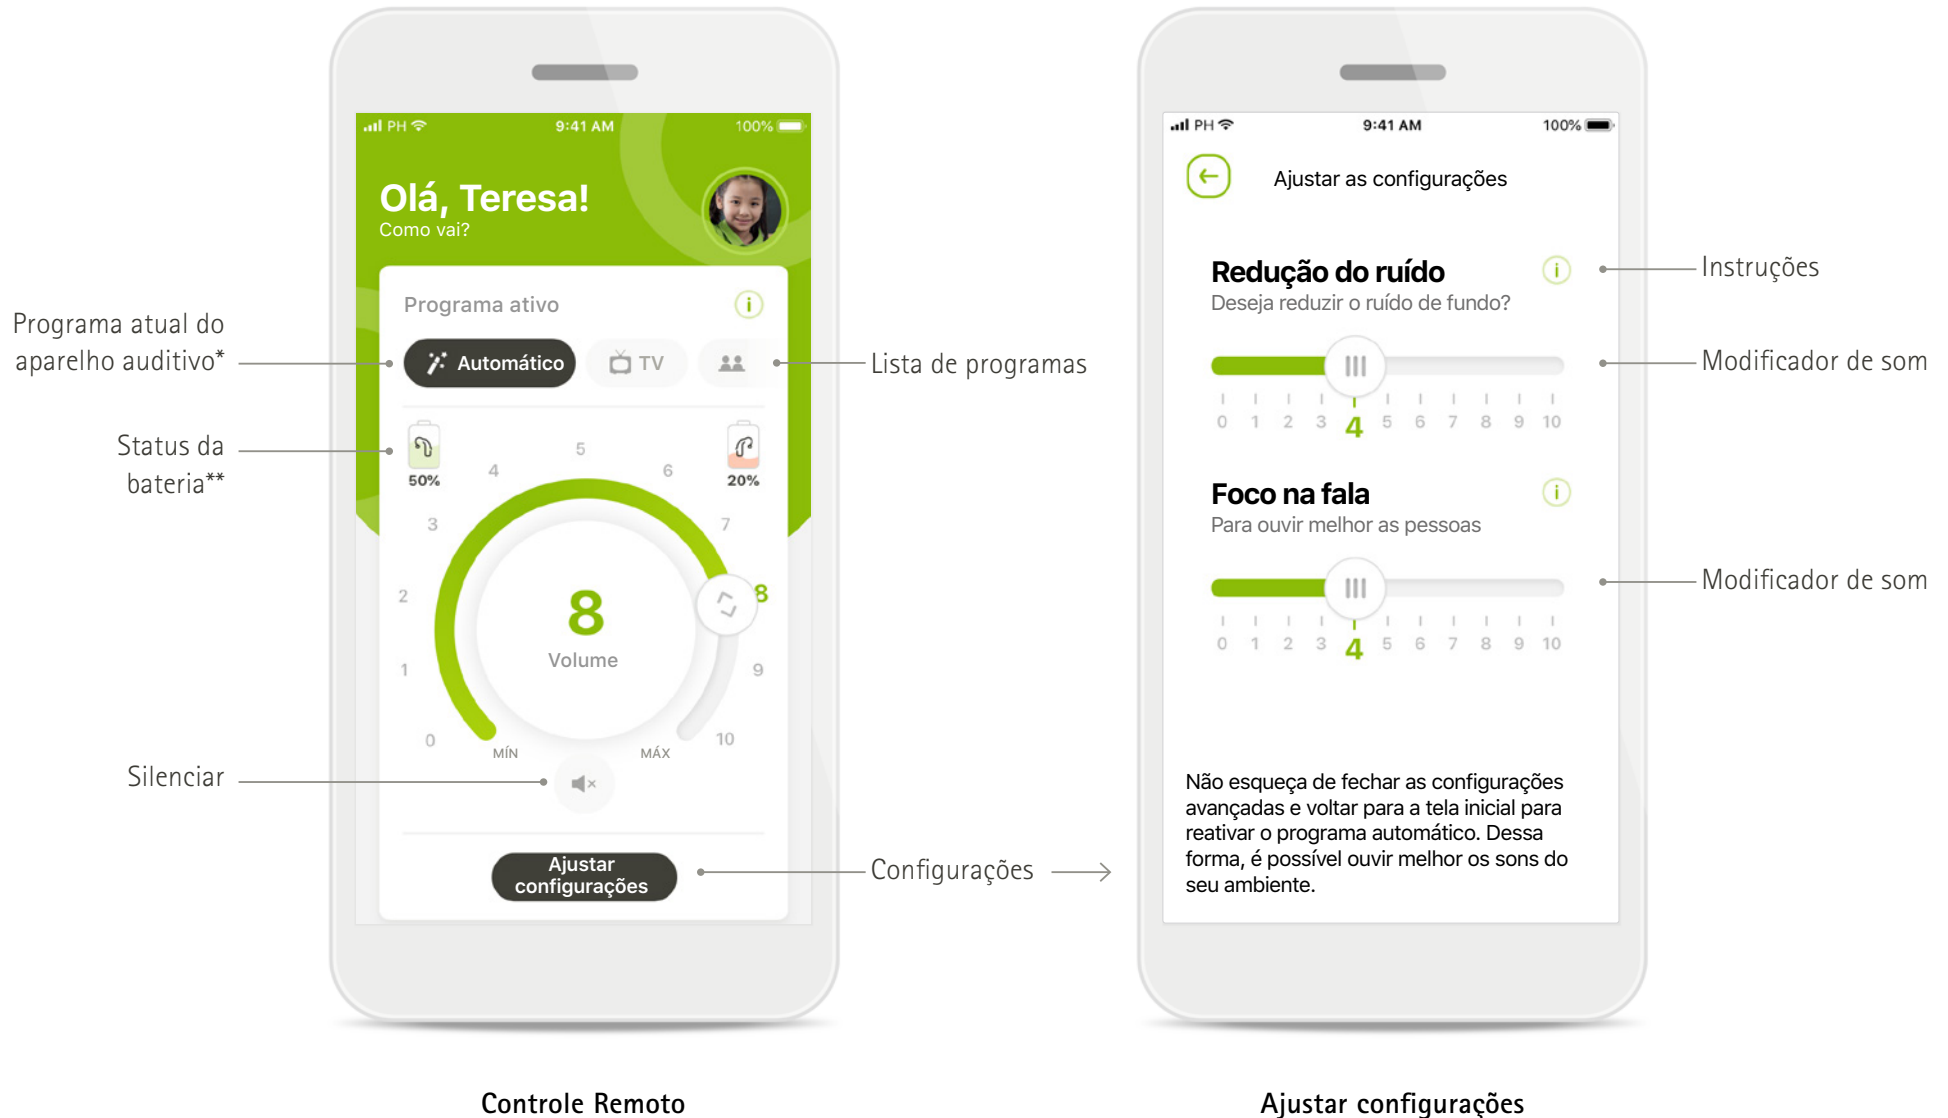 PH 9:41 AM 100%
Olá, Teresa!
Como vai?
Programa ativo
i
Automático TV
50%
20%
0
1
2
3
4
5
6
7
8
9
10
8
Volume
MÍN MÁX
Ajustar
configurações
Programa atual do
aparelho auditivo*
Status da
bateria**
Silenciar
Lista de programas
Configurações
Controle Remoto
PH 9:41 AM 100%
Ajustar as configurações
Redução do ruído i
Deseja reduzir o ruído de fundo?
0 1 2 3 4 5 6 7 8 9 10
Foco na fala i
Para ouvir melhor as pessoas
0 1 2 3 4 5 6 7 8 9 10
Não esqueça de fechar as configurações
avançadas e voltar para a tela inicial para
reativar o programa automático. Dessa
forma, é possível ouvir melhor os sons do
seu ambiente.
Instruções
Modificador de som
Modificador de som
Ajustar configurações